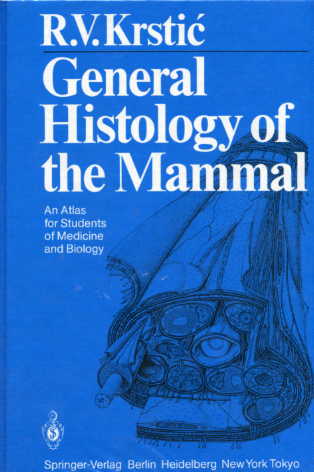 R.V. Krstić
General
Histology of
the Mammal
An Atlas
for Students
of Medicine
and Biology
Springer-Verlag Berlin Heidelberg New York Tokyo